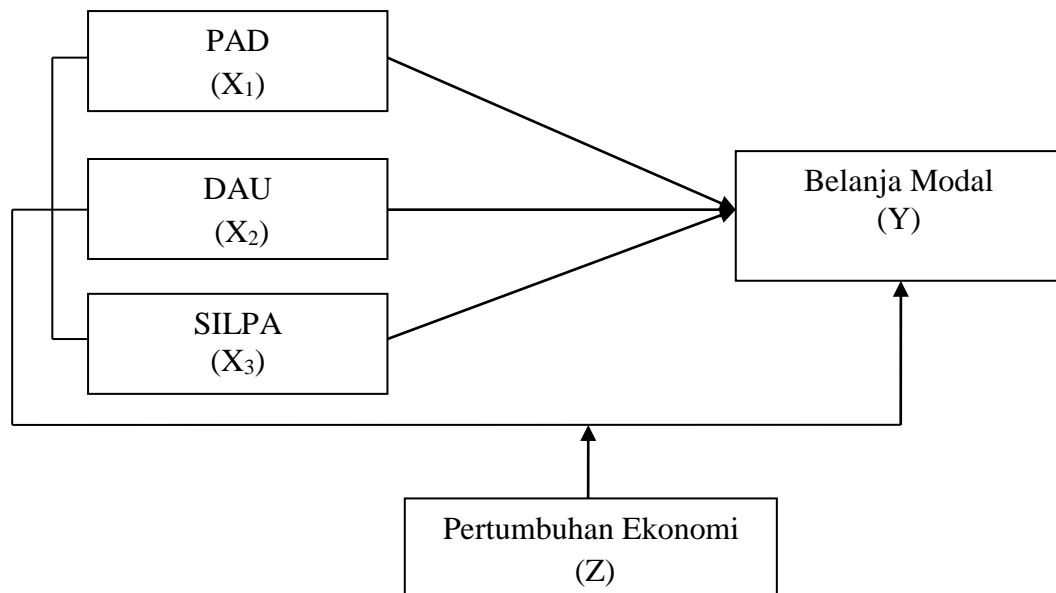 PAD
(X₁)
DAU
(X₂)
SILPA
(X₃)
Belanja Modal
(Y)
Pertumbuhan Ekonomi
(Z)